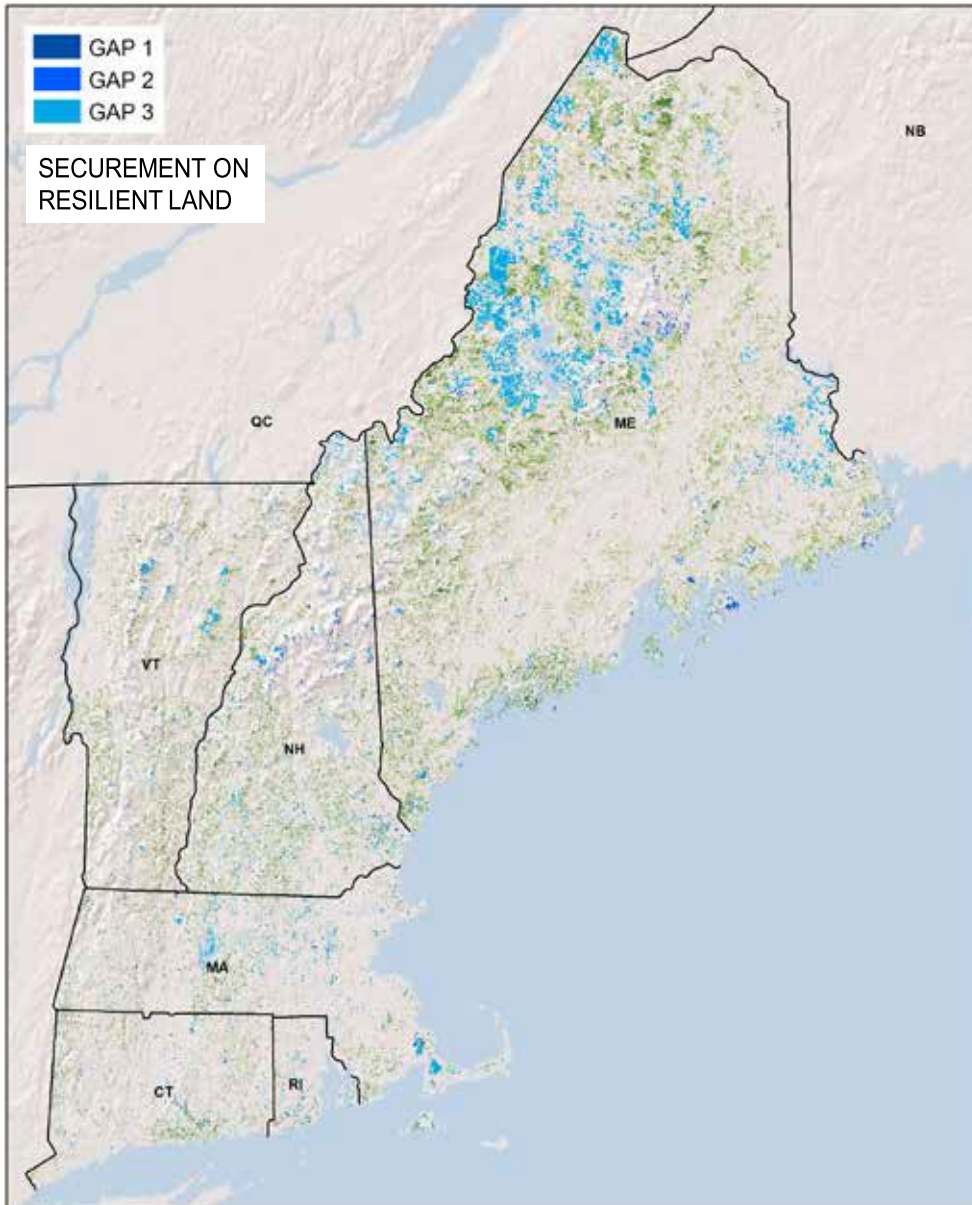 GAP 1
GAP 2
GAP 3
SECUREMENT ON
RESILIENT LAND
NB
QC
ME
VT
NH
MA
CT
RI